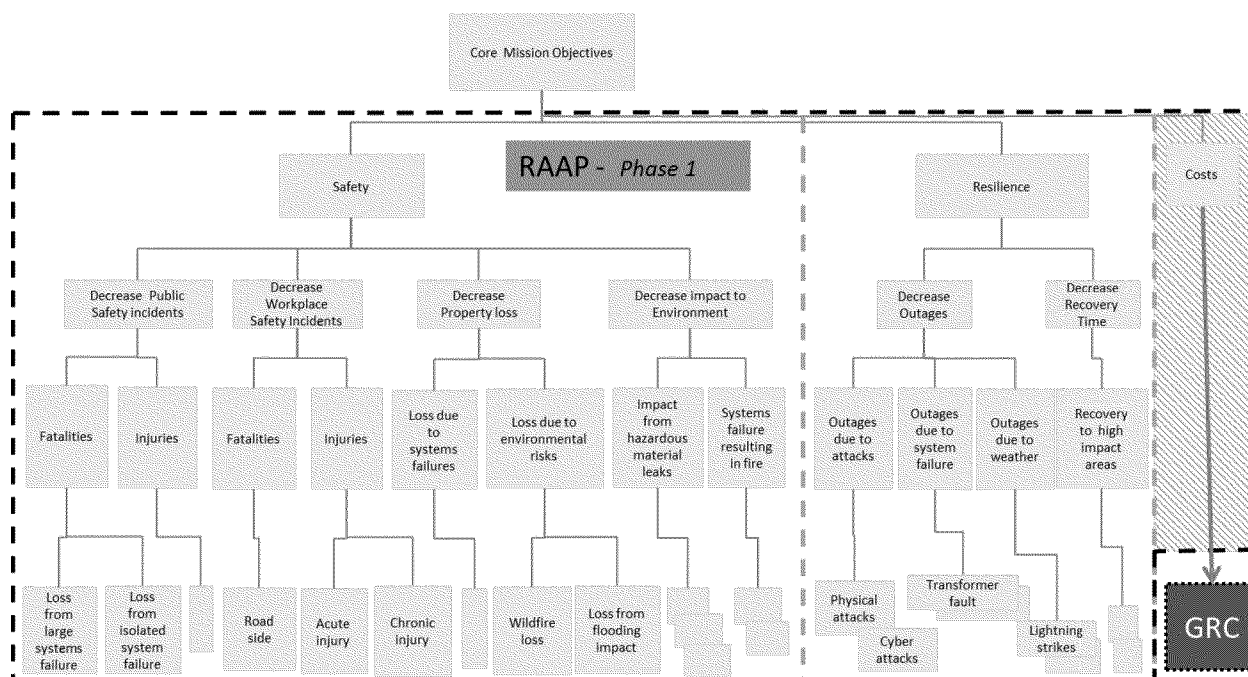 Core Mission Objectives
RAAP - Phase 1
Safety
Resilience
Costs
Decrease Public
Safety incidents
Decrease
Workplace
Safety Incidents
Decrease
Property loss
Decrease impact to
Environment
Decrease
Outages
Decrease
Recovery
Time
Fatalities
Injuries
Fatalities
Injuries
Loss due
to
systems
failures
Loss due to
environmental
risks
Impact
from
hazardous
material
leaks
Systems
failure
resulting
in fire
Outages
due to
attacks
Outages
due to
system
failure
Outages
due to
weather
Recovery
to high
impact
areas
Loss
from
large
systems
failure
Loss
from
isolated
system
failure
Road
side
Acute
injury
Chronic
injury
Wildfire
loss
Loss from
flooding
impact
Physical
attacks
Cyber
attacks
Transformer
fault
Lightning
strikes
GRC